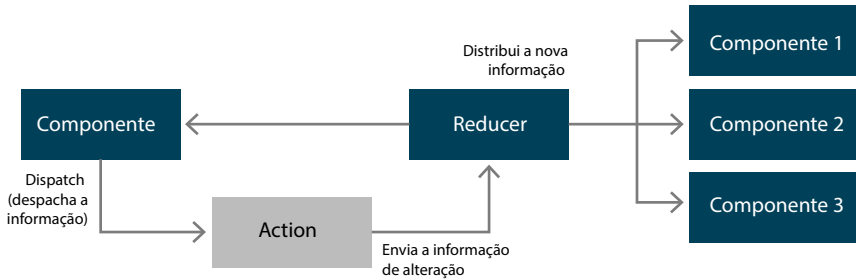 Componente
Dispatch
(despacha a
informação)
Action
Envia a informação
de alteração
Reducer
Distribui a nova
informação
Componente 1
Componente 2
Componente 3